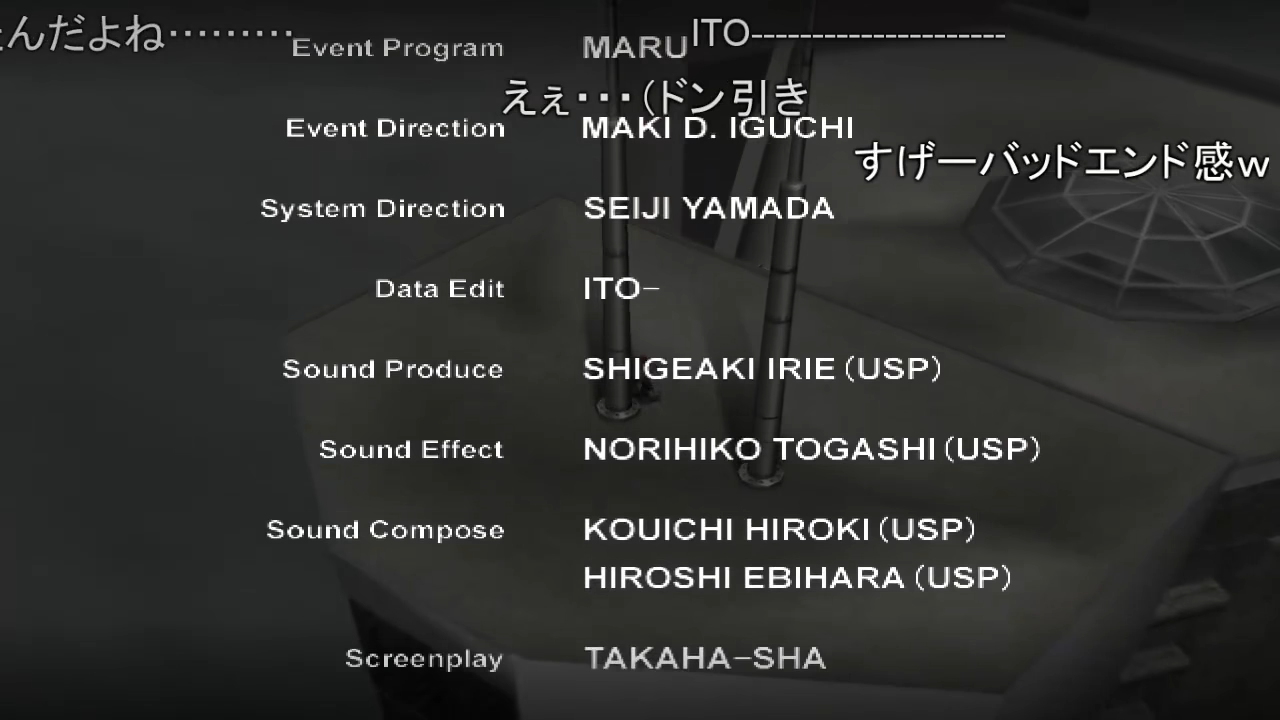 んだよね………
ITO---------------------
Event Program MARU
えぇ・・・(ドン引き
Event Direction MAKI D. IGUCHI
すげーバッドエンド感ｗ
System Direction SEIJI YAMADA
Data Edit ITO-
Sound Produce SHIGEAKI IRIE (USP)
Sound Effect NORIHIKO TOGASHI (USP)
Sound Compose KOUICHI HIROKI (USP)
HIROSHI EBIHARA (USP)
Screenplay TAKAHA-SHA